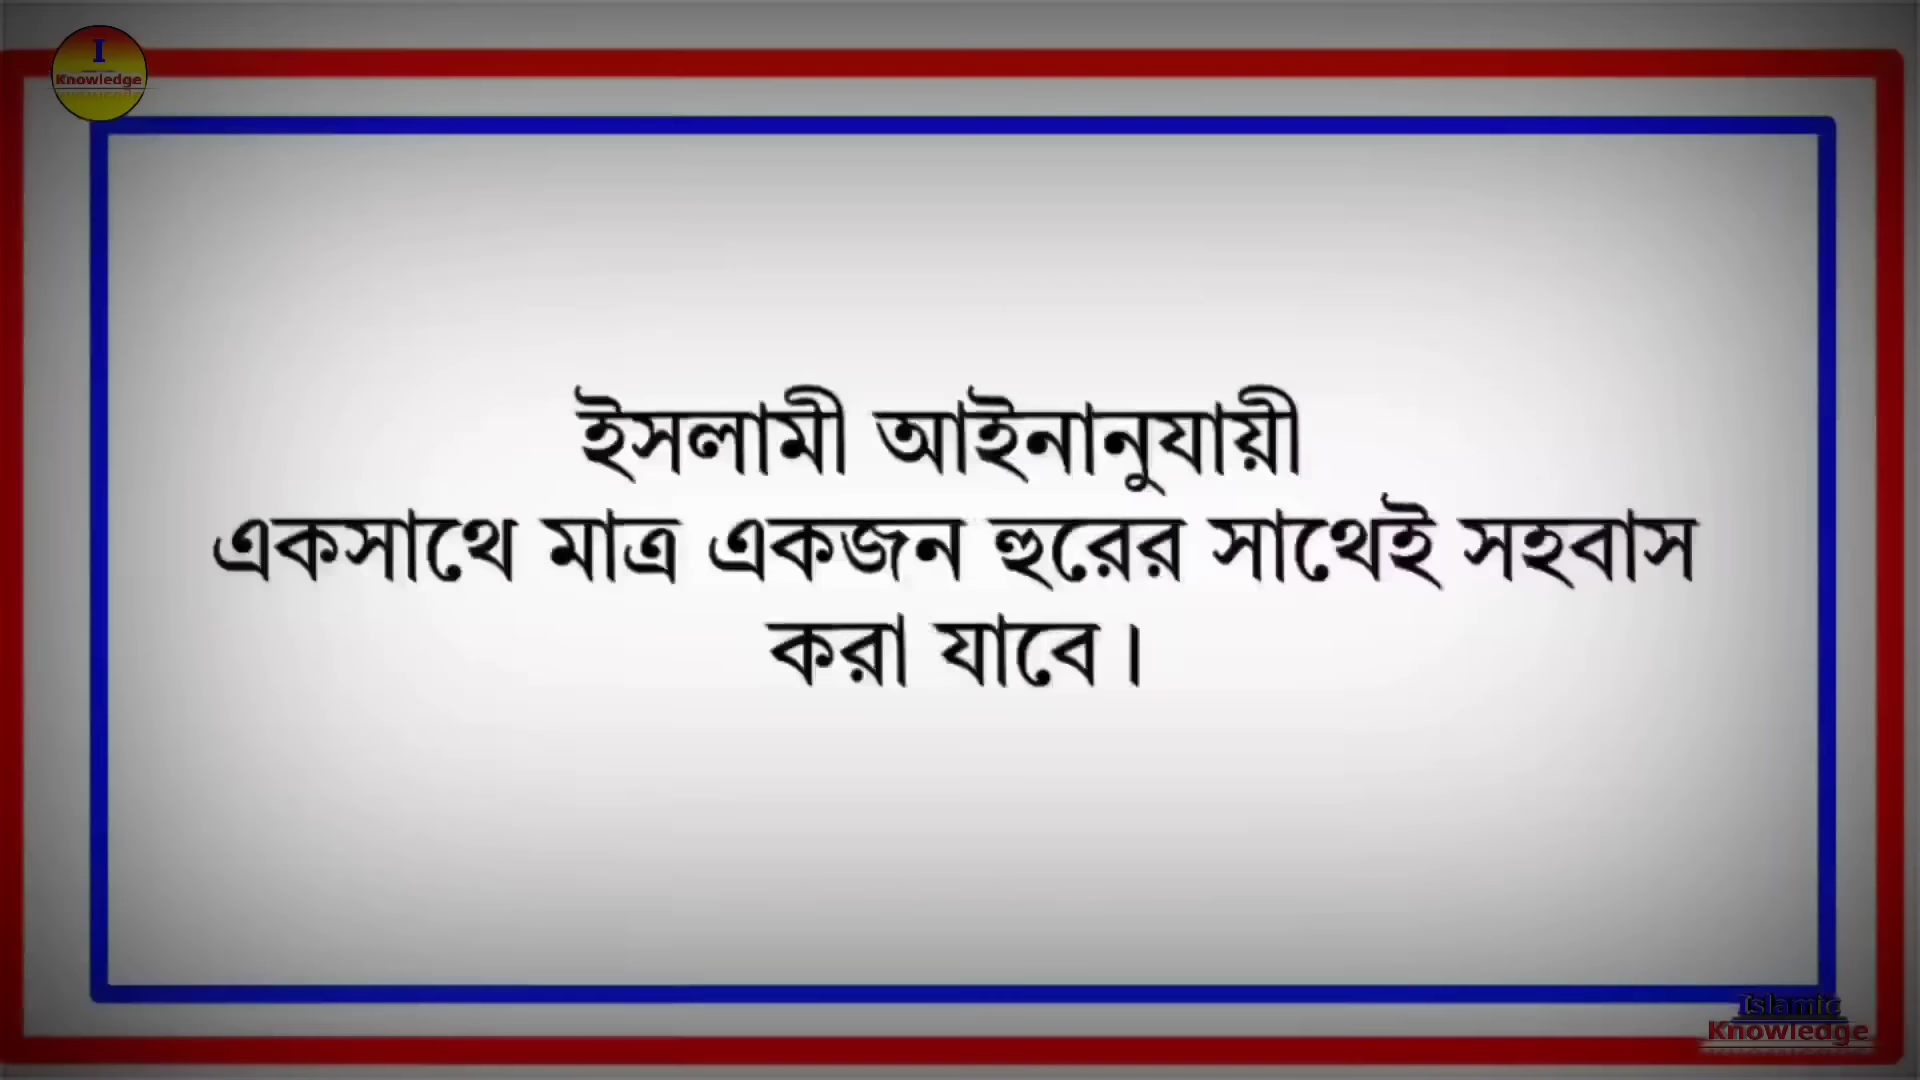 I
Knowledge
ইসলামী আইনানুযায়ী
একসাথে মাত্র একজন হুরের সাথেই সহবাস
করা যাবে।
Islamic
Knowledge